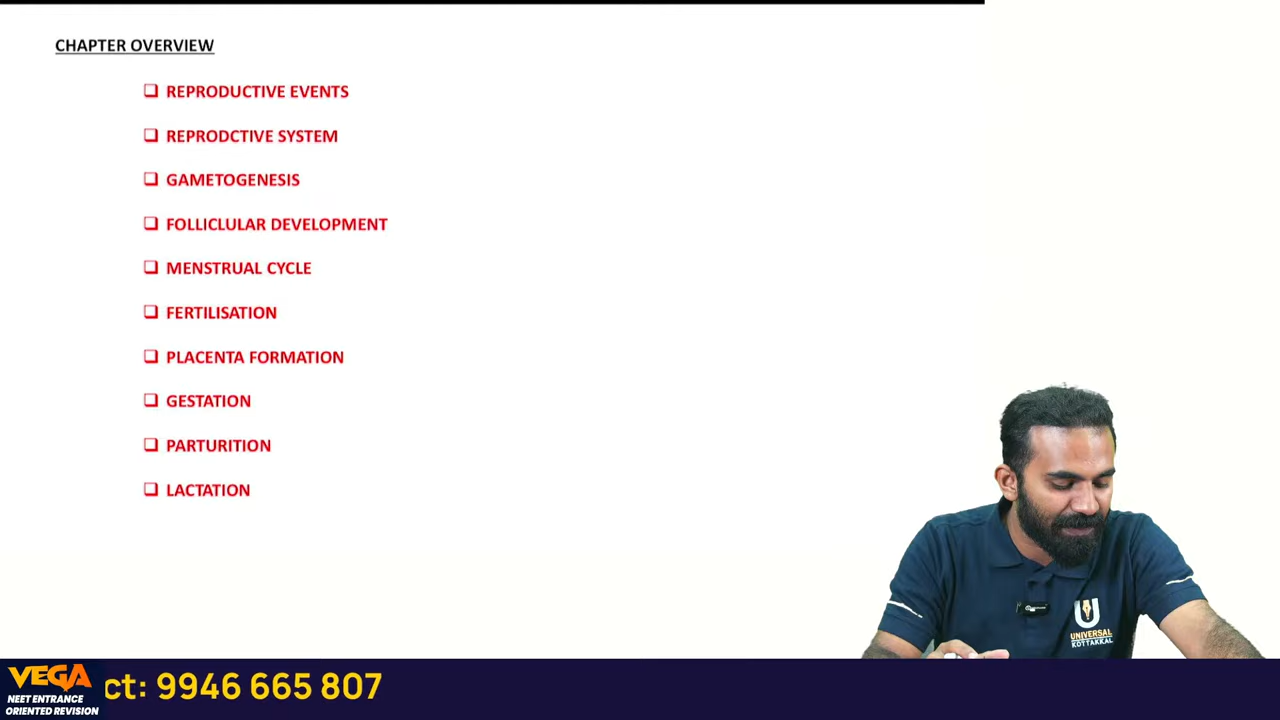 CHAPTER OVERVIEW
REPRODUCTIVE EVENTS
REPRODCTIVE SYSTEM
GAMETOGENESIS
FOLLICLULAR DEVELOPMENT
MENSTRUAL CYCLE
FERTILISATION
PLACENTA FORMATION
GESTATION
PARTURITION
LACTATION
U
UNIVERSAL
KOTTAKKAL
VEGA
NEET ENTRANCE
ORIENTED REVISION
ct: 9946 665 807